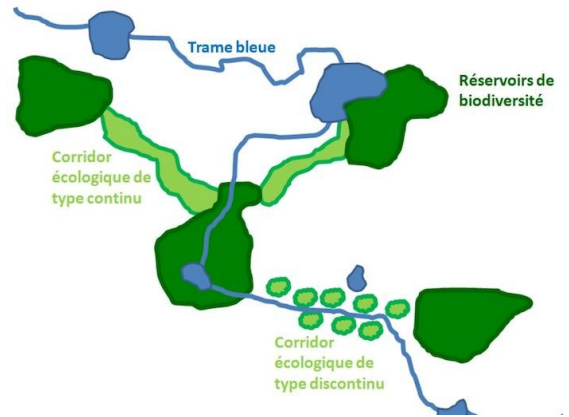 Trame bleue
Réservoirs de
biodiversité
Corridor
écologique de
type continu
Corridor
écologique de
type discontinu